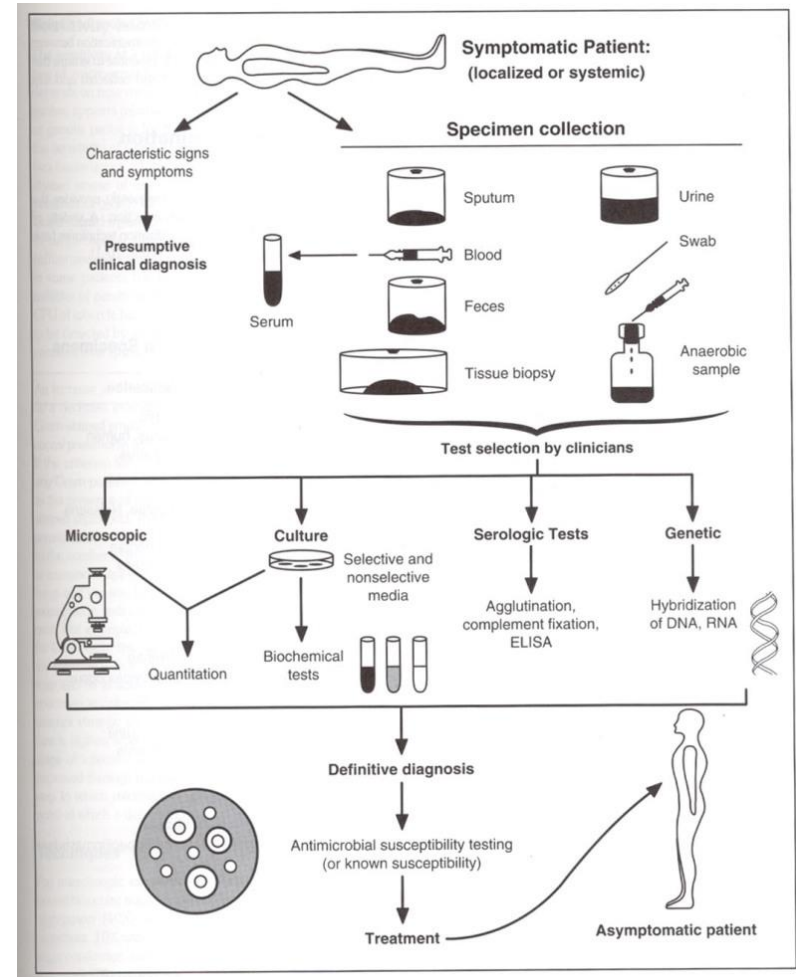 Symptomatic Patient:
(localized or systemic)
Characteristic signs
and symptoms
Presumptive
clinical diagnosis
Specimen collection
Sputum
Urine
Blood
Swab
Serum
Feces
Tissue biopsy
Anaerobic
sample
Test selection by clinicians
Microscopic
Culture
Serologic Tests
Genetic
Selective and
nonselective
media
Agglutination,
complement fixation,
ELISA
Hybridization
of DNA, RNA
Quantitation
Biochemical
tests
Definitive diagnosis
Antimicrobial susceptibility testing
(or known susceptibility)
Treatment
Asymptomatic patient